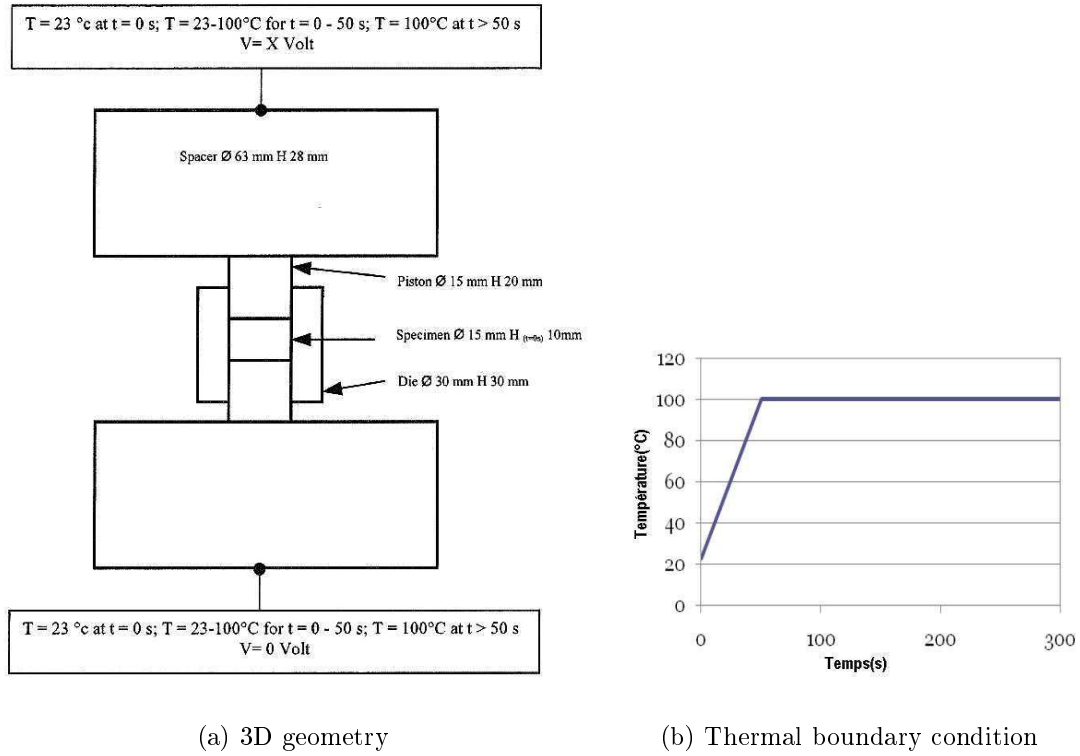 T = 23 °c at t = 0 s; T = 23-100°C for t = 0 - 50 s; T = 100°C at t > 50 s
V= X Volt
Spacer Ø 63 mm H 28 mm
Piston Ø 15 mm H 20 mm
Specimen Ø 15 mm H (t=0s) 10mm
Die Ø 30 mm H 30 mm
T = 23 °c at t = 0 s; T = 23-100°C for t = 0 - 50 s; T = 100°C at t > 50 s
V= 0 Volt
(a) 3D geometry
Température(°C)
120
100
80
60
40
20
0
0 100 200 300
Temps(s)
(b) Thermal boundary condition